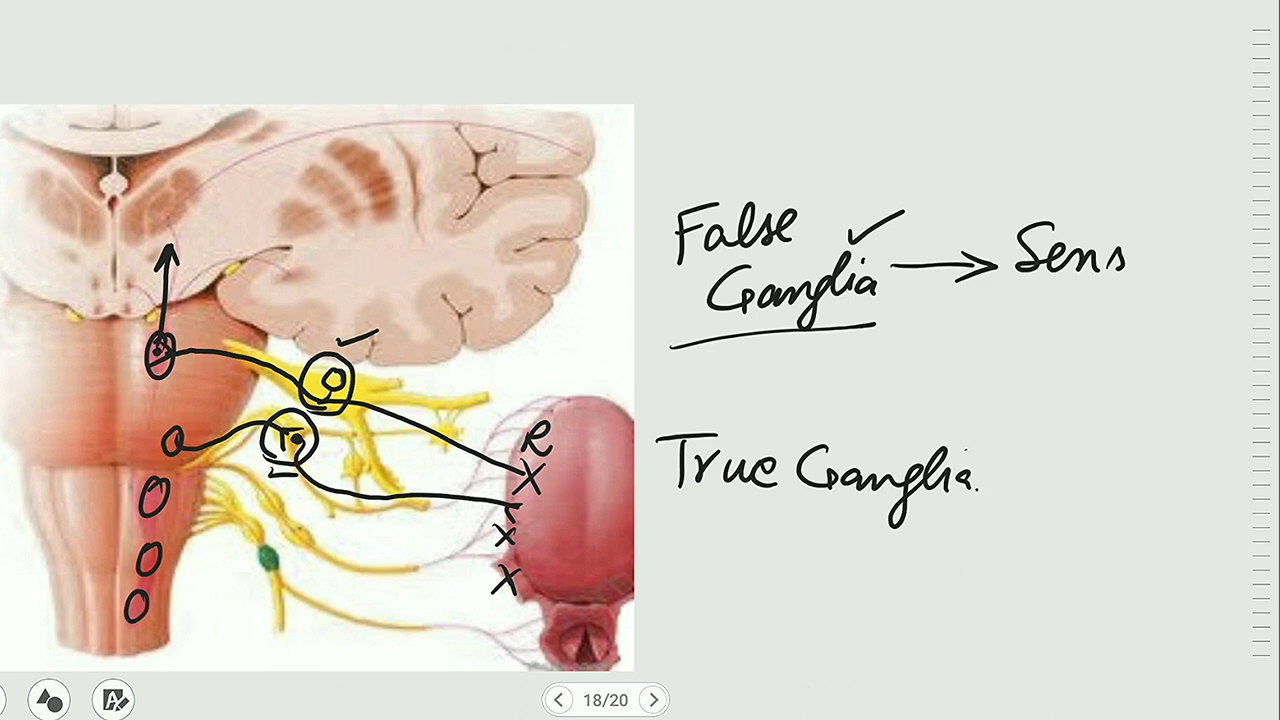 False
Ganglia → Sens
True Ganglia.
R
X
X
X
18/20
A